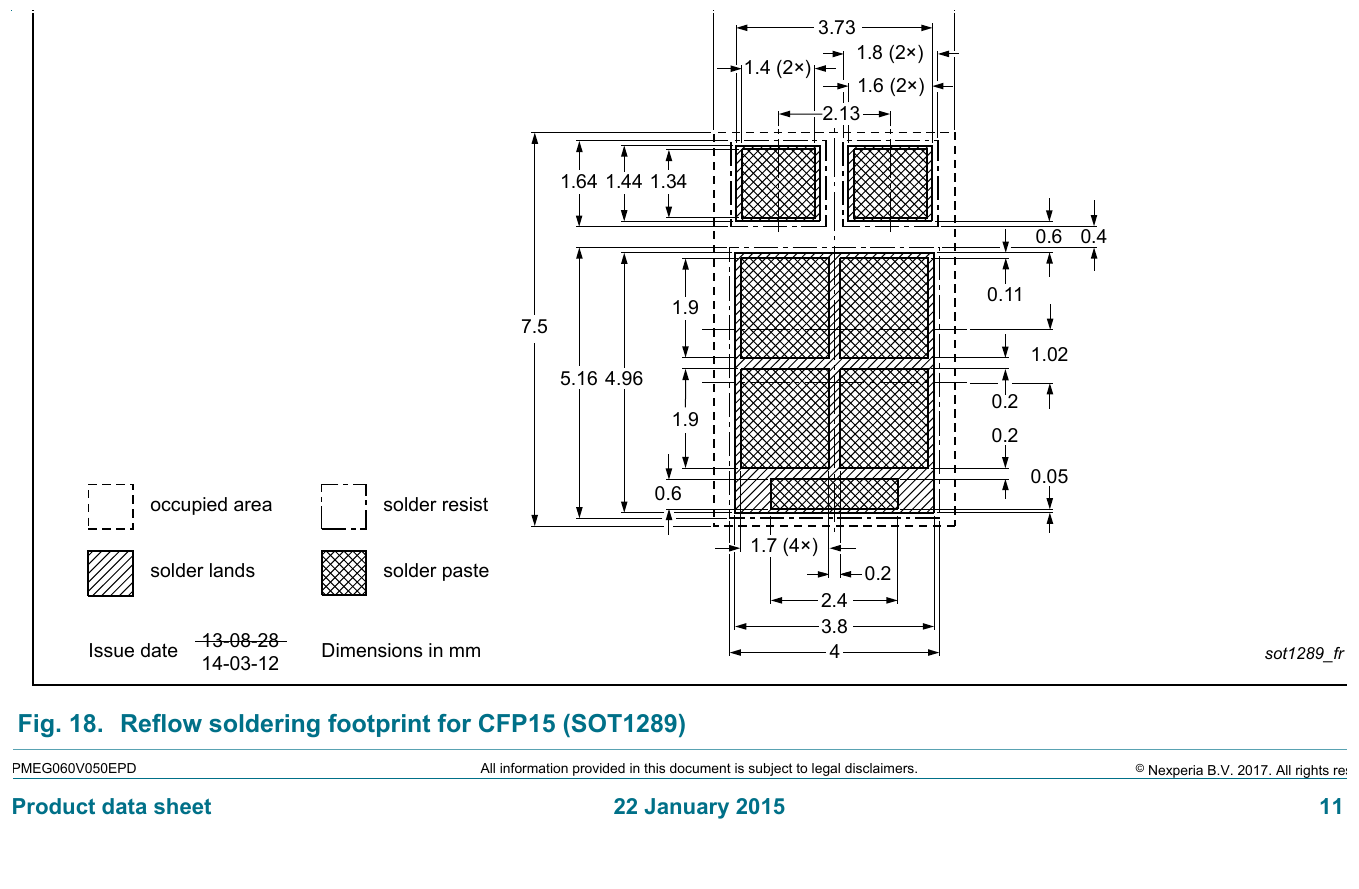 3.73
1.8 (2×)
1.4 (2×)
1.6 (2×)
2.13
1.64 1.44 1.34
0.6 0.4
0.11
1.9
7.5
1.02
5.16 4.96
0.2
1.9
0.2
0.05
0.6
occupied area
solder resist
1.7 (4×)
solder lands
solder paste
0.2
2.4
3.8
13-08-28
Issue date
Dimensions in mm
4
sot1289_fr
14-03-12
Fig. 18. Reflow soldering footprint for CFP15 (SOT1289)
PMEG060V050EPD
All information provided in this document is subject to legal disclaimers.
© Nexperia B.V. 2017. All rights res
Product data sheet
22 January 2015
11